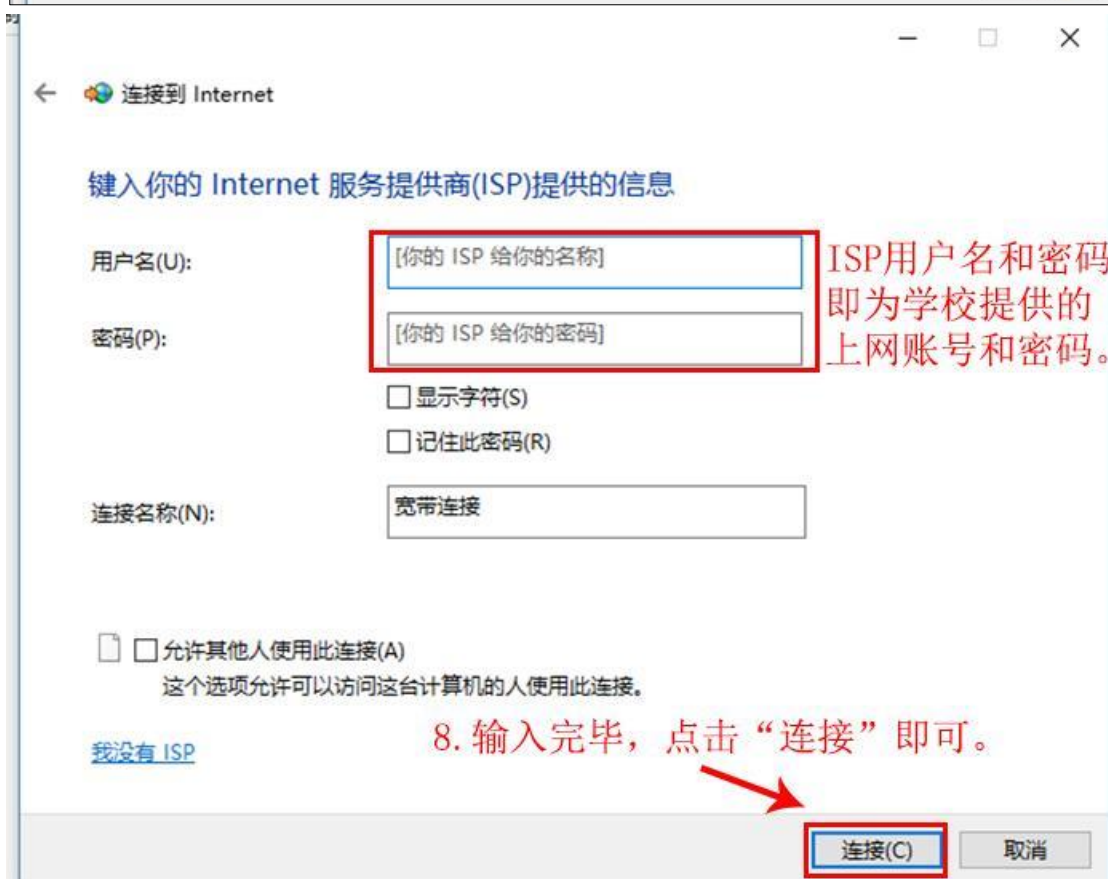 连接到 Internet
键入你的 Internet 服务提供商(ISP)提供的信息
用户名(U):
[你的 ISP 给你的名称]
密码(P):
[你的 ISP 给你的密码]
ISP用户名和密码
即为学校提供的
上网账号和密码。
显示字符(S)
记住此密码(R)
连接名称(N):
宽带连接
允许其他人使用此连接(A)
这个选项允许可以访问这台计算机的人使用此连接。
8. 输入完毕，点击“连接”即可。
我没有 ISP
连接(C)
取消